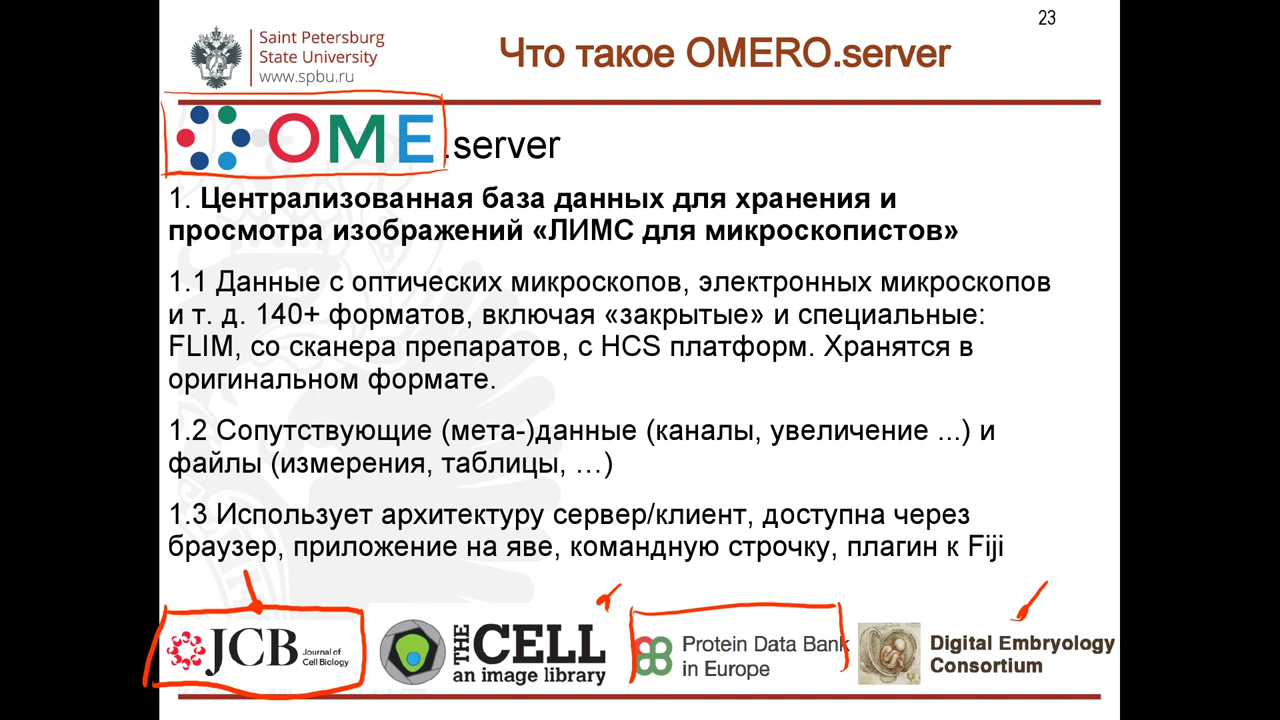 23
Saint Petersburg
State University
www.spbu.ru
Что такое OMERO.server
OME.server
1. Централизованная база данных для хранения и
просмотра изображений «ЛИМС для микроскопистов»
1.1 Данные с оптических микроскопов, электронных микроскопов
и т. д. 140+ форматов, включая «закрытые» и специальные:
FLIM, со сканера препаратов, с HCS платформ. Хранятся в
оригинальном формате.
1.2 Сопутствующие (мета-)данные (каналы, увеличение ...) и
файлы (измерения, таблицы, …)
1.3 Использует архитектуру сервер/клиент, доступна через
браузер, приложение на яве, командную строчку, плагин к Fiji
JCB Journal of
Cell Biology
THE CELL
an image library
Protein Data Bank
in Europe
Digital Embryology
Consortium